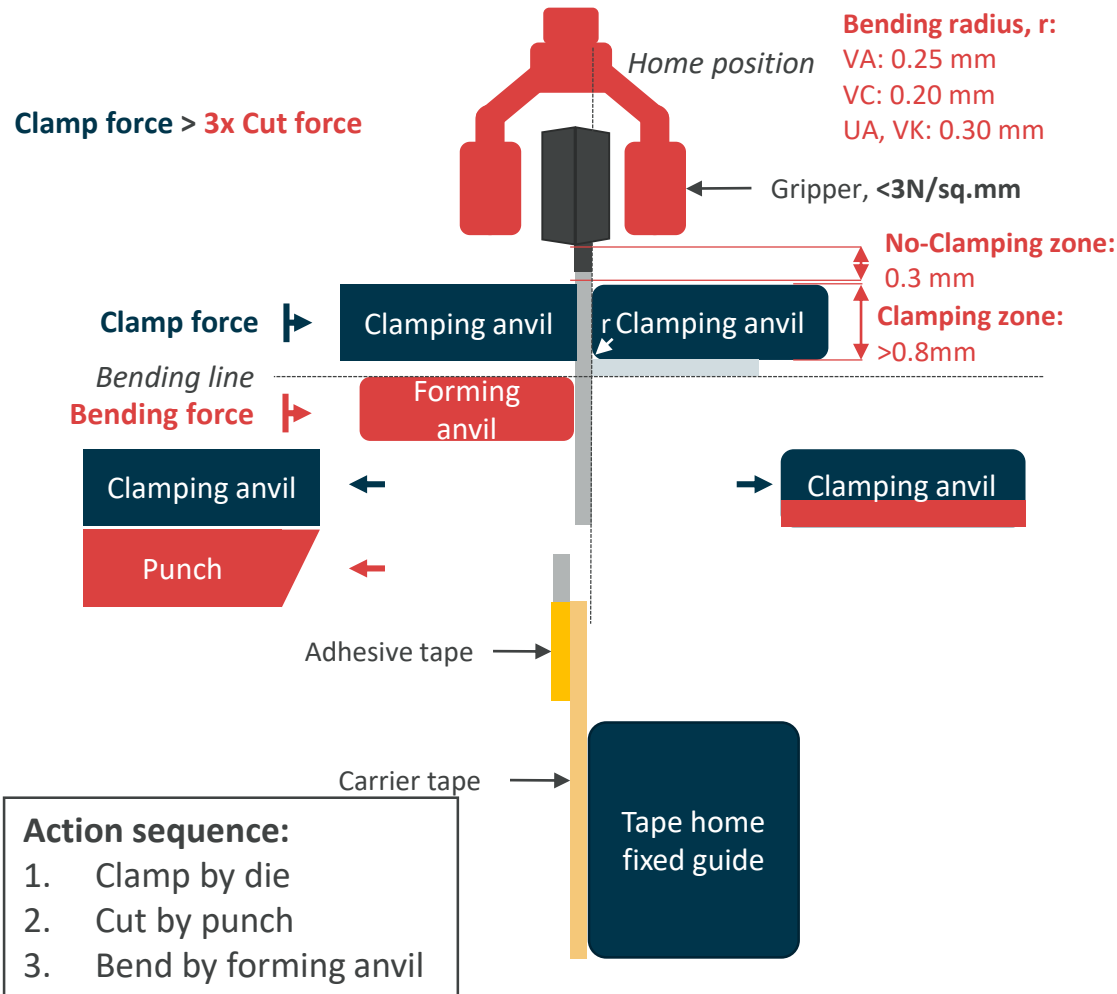 Bending radius, r:
VA: 0.25 mm
VC: 0.20 mm
UA, VK: 0.30 mm
Home position
Clamp force > 3x Cut force
Gripper, <3N/sq.mm
No-Clamping zone:
0.3 mm
Clamp force
Clamping anvil
r
Clamping anvil
Clamping zone:
>0.8mm
Bending line
Bending force
Forming
anvil
Clamping anvil
Clamping anvil
Punch
Adhesive tape
Carrier tape
Tape home
fixed guide
Action sequence:
1. Clamp by die
2. Cut by punch
3. Bend by forming anvil